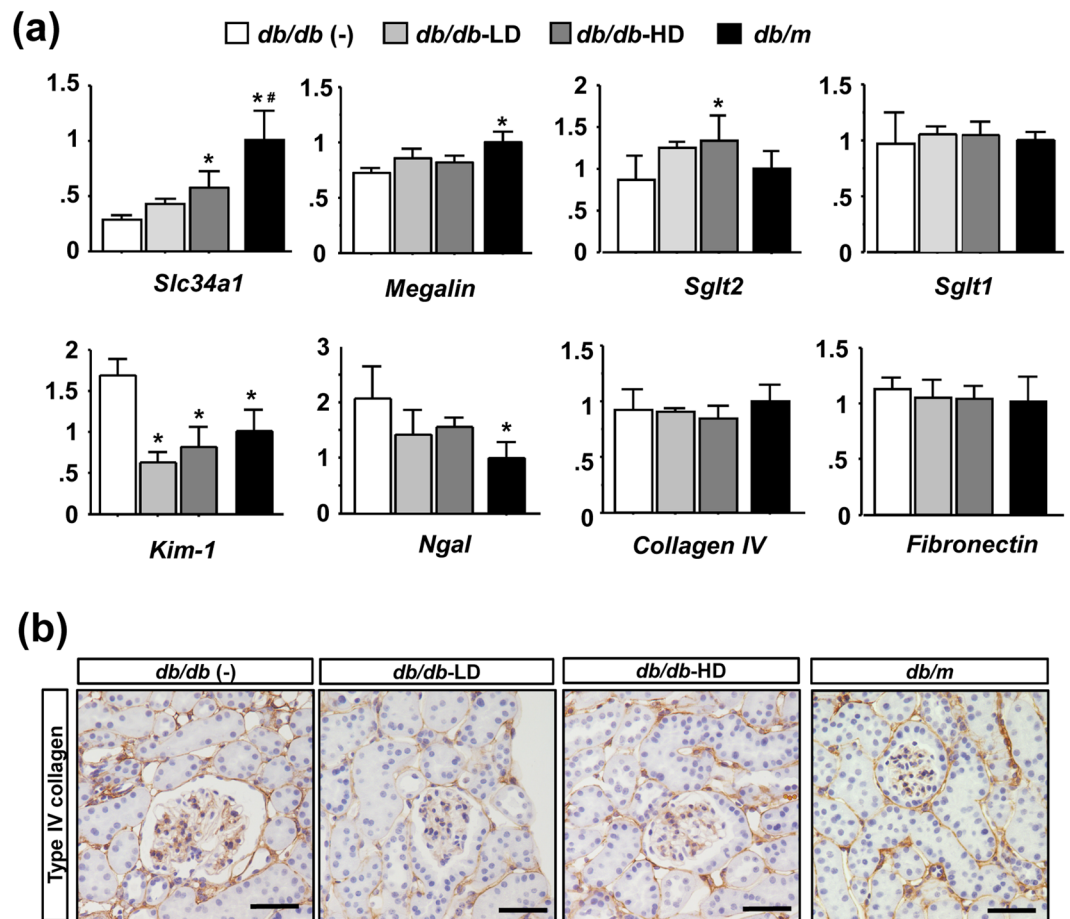 (a)
db/db (-) db/db-LD db/db-HD db/m
1.5 1 .5 0 * * # Slc34a1
1.5 1 .5 0 * Megalin
2 1.5 1 .5 0 * Sglt2
1.5 1 .5 0 Sglt1
2 1.5 1 .5 0 * * * Kim-1
3 2 1 0 * Ngal
1.5 1 .5 0 Collagen IV
1.5 1 .5 0 Fibronectin
(b)
db/db (-) db/db-LD db/db-HD db/m
Type IV collagen